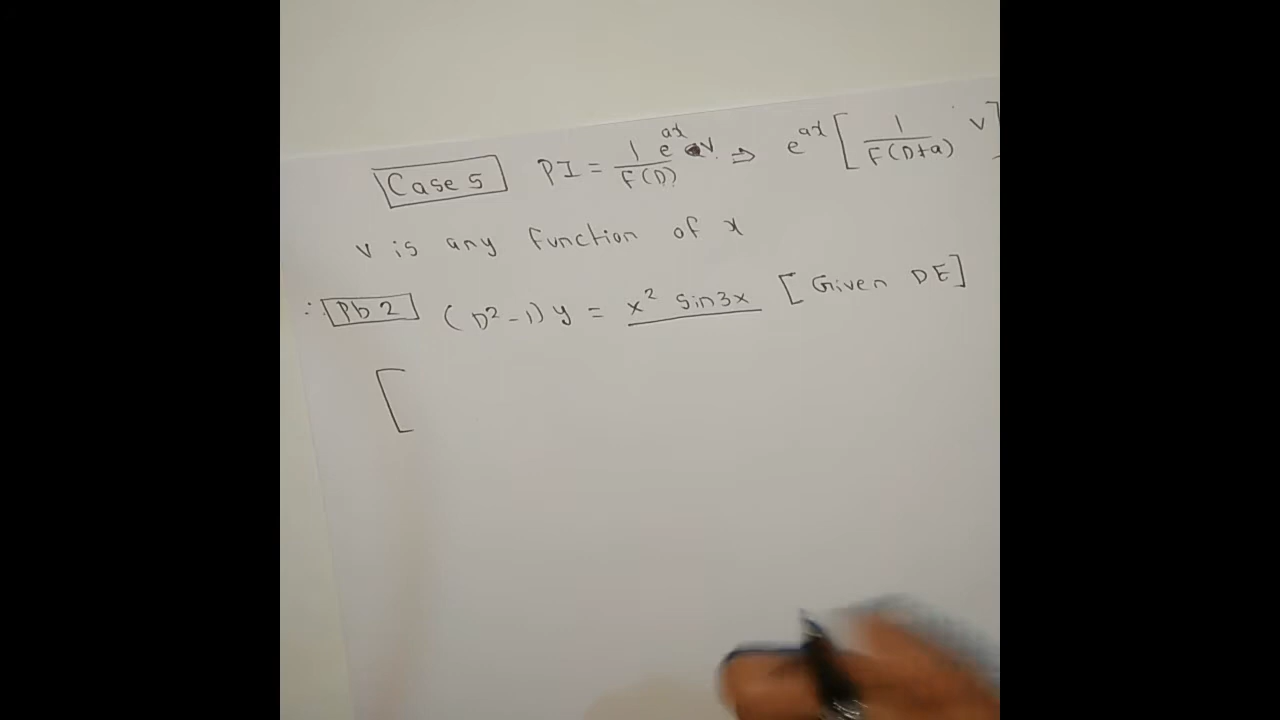 Case 5 PI = 1/F(D) e^{ax} V. ⇒ e^{ax} [ 1/F(D+a) V ]
V is any function of x
∴ Pb 2 (D² - 1) y = x² sin3x [Given DE]
[